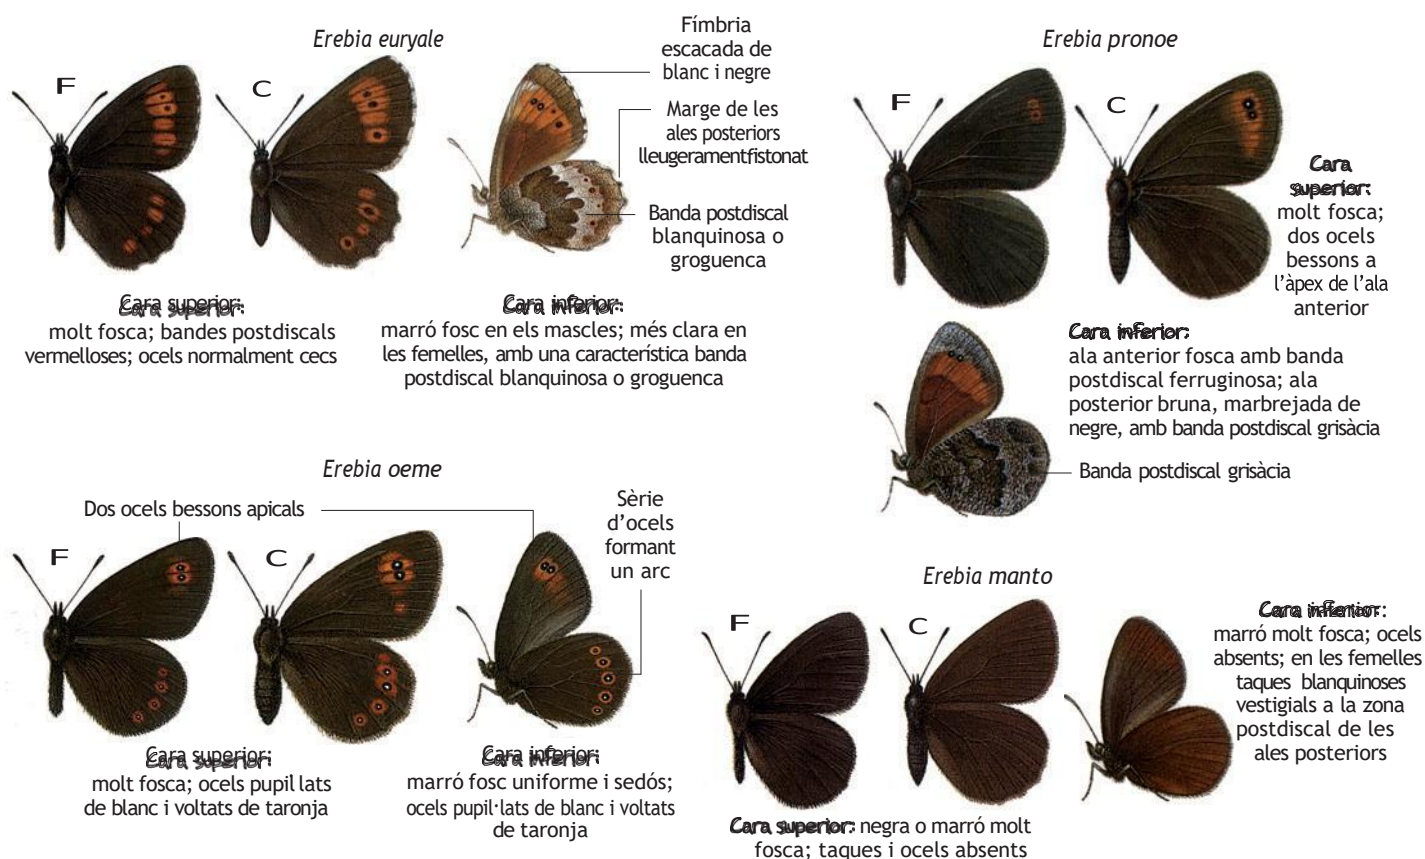 Erebia euryale
F
C
Fímbria
escacada de
blanc i negre
Marge de les
ales posteriors
lleugerament fistonat
Banda postdiscal
blanquinosa o
groguenca
Cara superior:
molt fosca; bandes postdiscals
vermelloses; ocels normalment cecs
Cara inferior:
marró fosc en els mascles; més clara en
les femelles, amb una característica banda
postdiscal blanquinosa o groguenca
Erebia pronoe
F
C
Cara
superior:
molt fosca;
dos ocels
bessons a
l’àpex de l’ala
anterior
Cara inferior:
ala anterior fosca amb banda
postdiscal ferruginosa; ala
posterior bruna, marbrejada de
negre, amb banda postdiscal grisàcia
Banda postdiscal grisàcia
Erebia oeme
Dos ocels bessons apicals
F
C
Sèrie
d’ocels
formant
un arc
Cara superior:
molt fosca; ocels pupil lats
de blanc i voltats de taronja
Cara inferior:
marró fosc uniforme i sedós;
ocels pupil·lats de blanc i voltats
de taronja
Erebia manto
F
C
Cara inferior:
marró molt fosca; ocels
absents; en les femelles
taques blanquinoses
vestigials a la zona
postdiscal de les
ales posteriors
Cara superior: negra o marró molt
fosca; taques i ocels absents